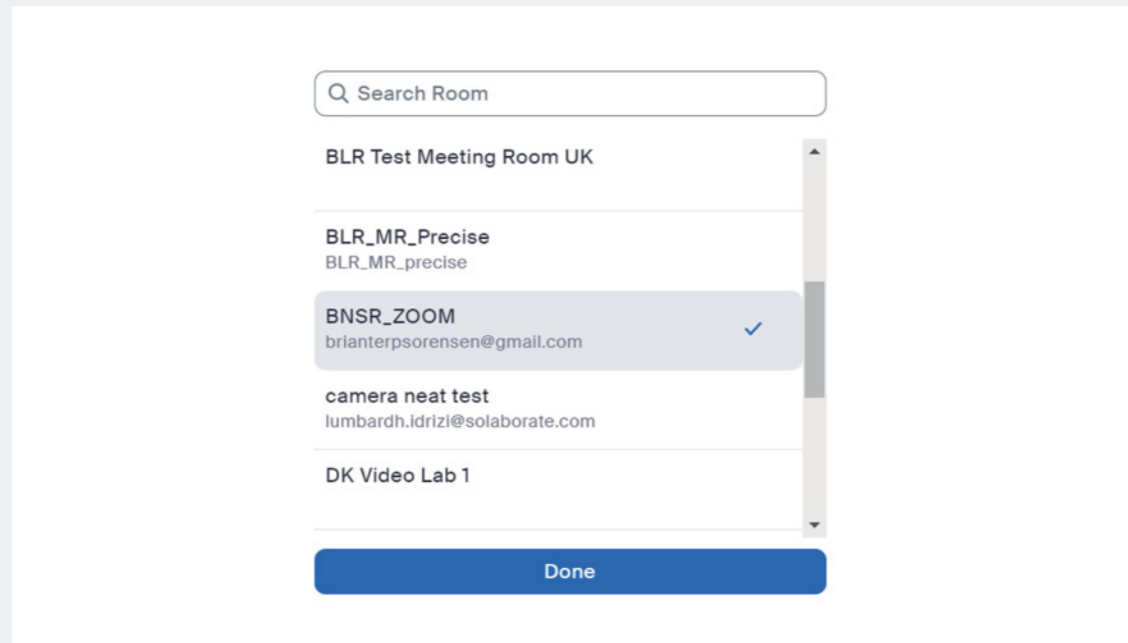 Search Room
BLR Test Meeting Room UK
BLR_MR_Precise
BLR_MR_precise
BNSR_ZOOM
brianterpsorensen@gmail.com
camera neat test
lumbardh.idrizi@solaborate.com
DK Video Lab 1
Done